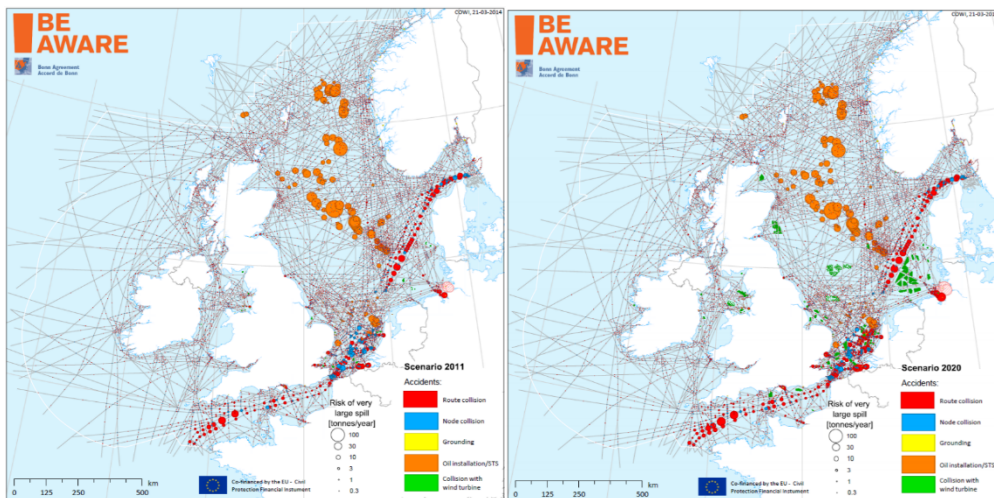 BE
AWARE
Bonn Agreement
Accord de Bonn
COWI, 21-03-2014
Scenario 2011
Accidents:
Route collision
Node collision
Grounding
Oil installation/STS
Collision with
wind turbine
Risk of very
large spill
[tonnes/year]
100
30
10
3
1
0.3
0 125 250 500
km
Co-financed by the EU - Civil
Protection Financial Instrument
BE
AWARE
Bonn Agreement
Accord de Bonn
COWI, 21-03-2014
Scenario 2020
Accidents:
Route collision
Node collision
Grounding
Oil installation/STS
Collision with
wind turbine
Risk of very
large spill
[tonnes/year]
100
30
10
3
1
0.3
0 125 250 500
km
Co-financed by the EU - Civil
Protection Financial Instrument